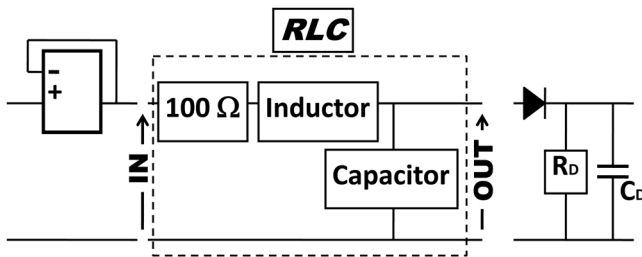 RLC
-
+
100 Ω
Inductor
Capacitor
IN
OUT
RD
CD